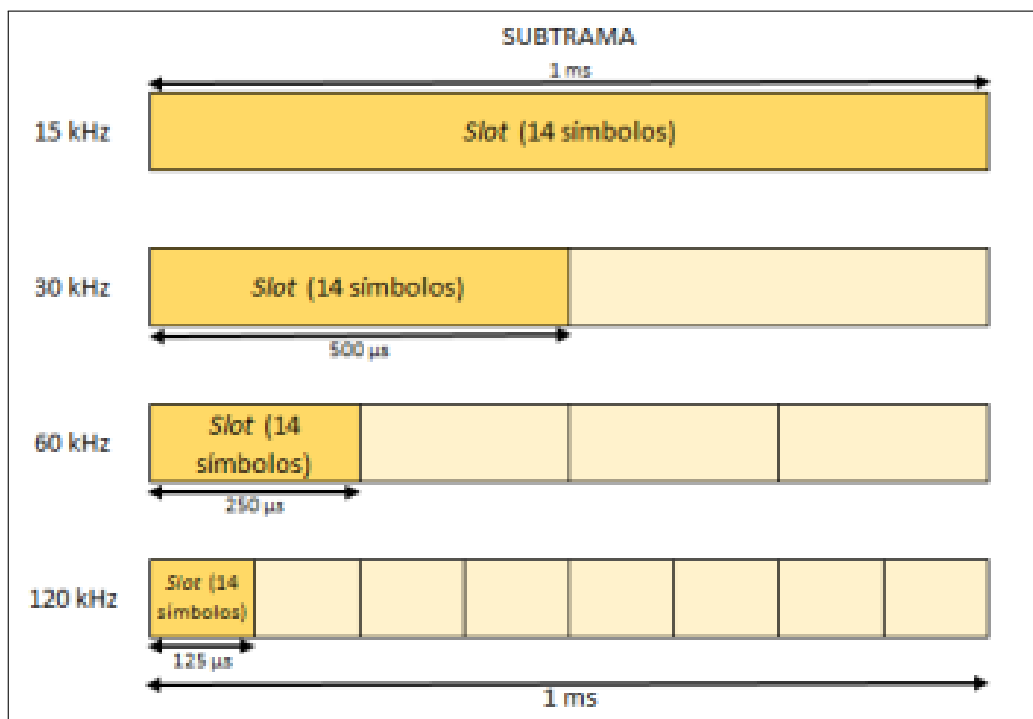 SUBTRAMA
1 ms
15 kHz
Slot (14 símbolos)
30 kHz
Slot (14 símbolos)
500 µs
60 kHz
Slot (14
símbolos)
250 µs
120 kHz
Slot (14
símbolos)
125 µs
1 ms